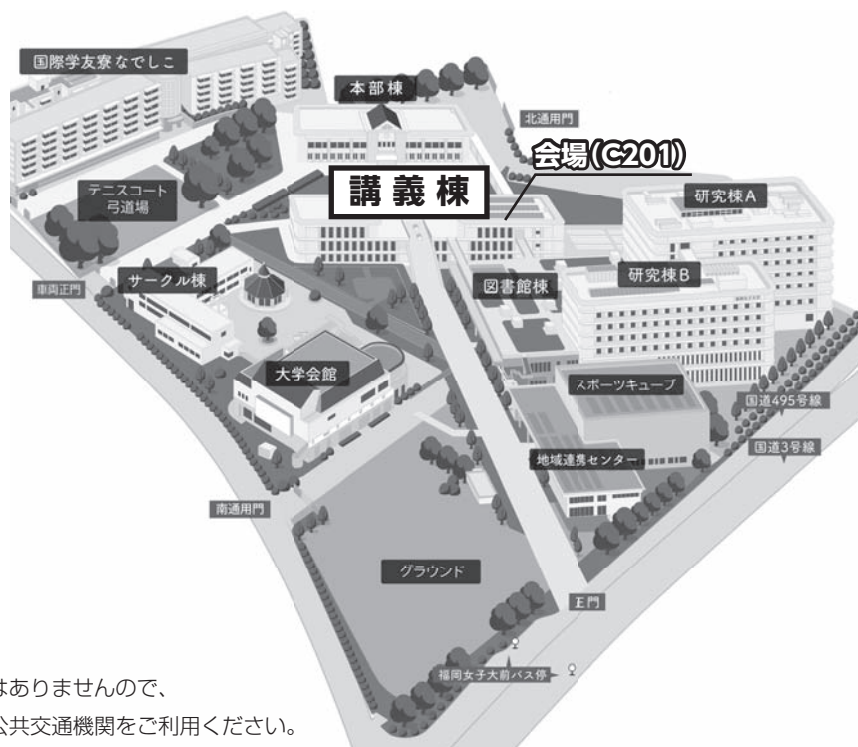 国際学友寮なでしこ
本部棟
北通用門
会場(C201)
講義棟
研究棟A
テニスコート
弓道場
車両正門
サークル棟
図書館棟
研究棟B
大学会館
スポーツキューブ
国道495号線
国道3号線
地域連携センター
南通用門
グラウンド
正門
福岡女子大前バス停
はありませんので、
公共交通機関をご利用ください。